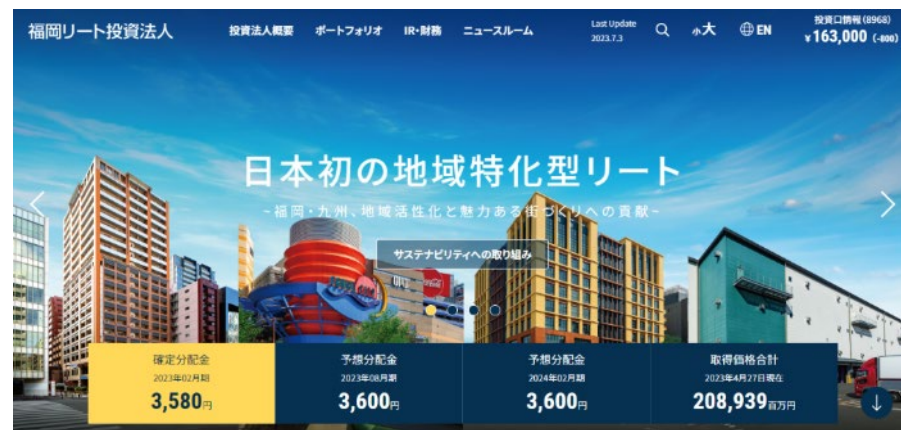 福岡リート投資法人
投資法人概要 ポートフォリオ IR・財務 ニュースルーム
Last Update
2023.7.3
小大
EN
投資口情報(8968)
¥163,000 (-800)
日本初の地域特化型リート
~福岡・九州、地域活性化と魅力ある街づくりへの貢献~
サステナビリティへの取り組み
確定分配金
2023年02月期
3,580円
予想分配金
2023年08月期
3,600円
予想分配金
2024年02月期
3,600円
取得価格合計
2023年4月27日現在
208,939百万円